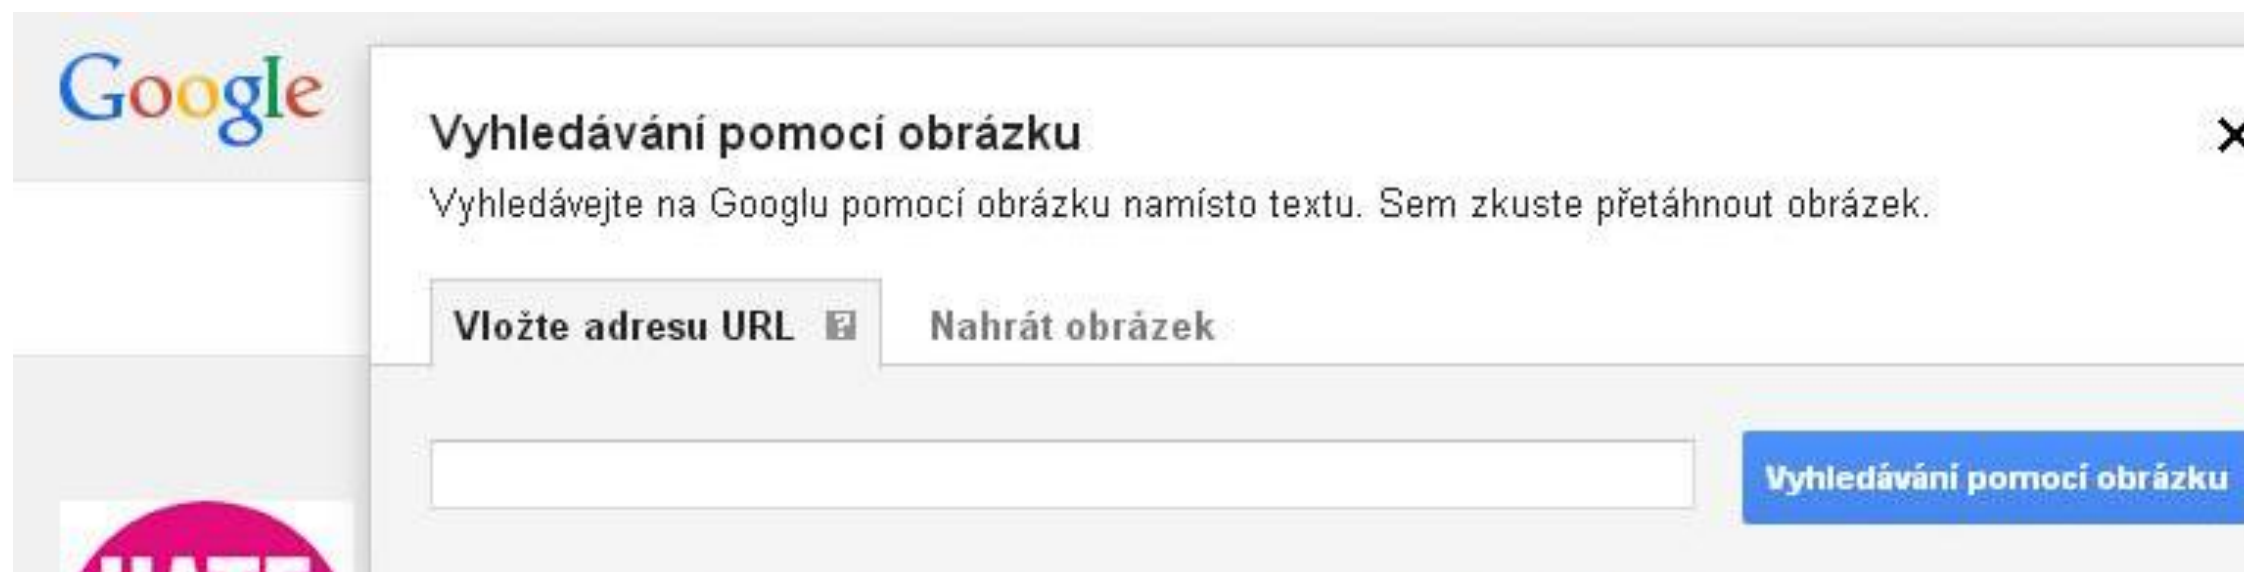 Google
Vyhledávání pomocí obrázku
Vyhledávejte na Googlu pomocí obrázku namísto textu. Sem zkuste přetáhnout obrázek.
Vložte adresu URL ?
Nahrát obrázek
Vyhledávání pomocí obrázku
HATE